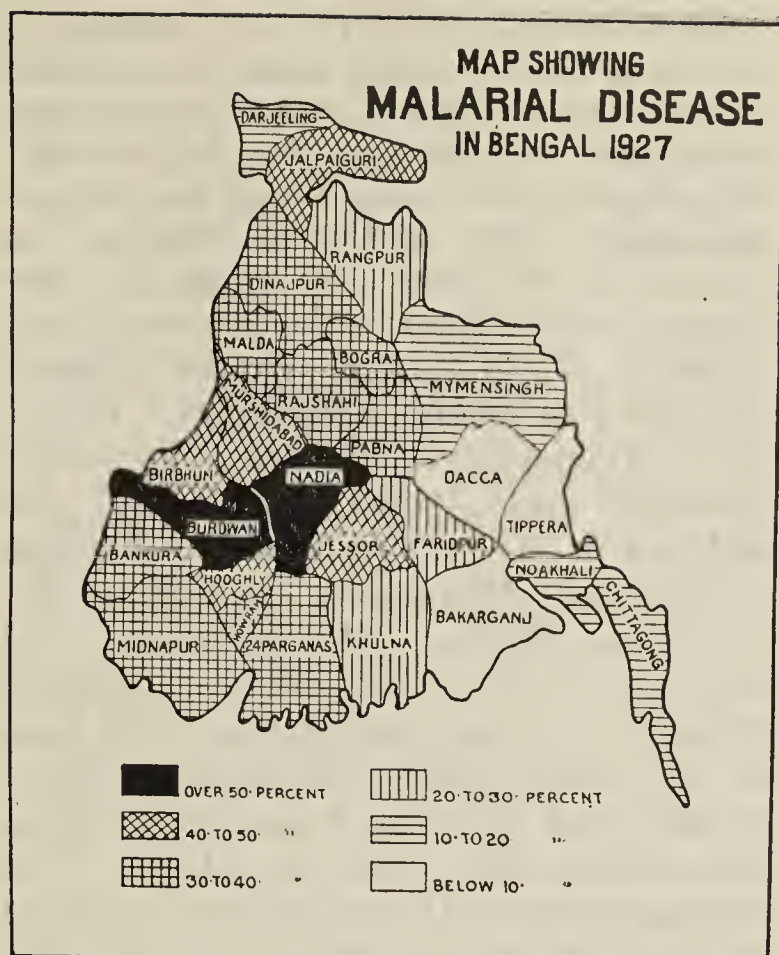 MAP SHOWING
MALARIAL DISEASE
IN BENGAL 1927
DARJEELING
JALPAIGURI
RANGPUR
DINAJPUR
MALDA
BOGRA
MYMENSINGH
RAJSHAHI
MURSHIDABAD
PABNA
NADIA
DACCA
BIRBHUN
BURDWAN
TIPPERA
JESSOR
FARIDPUR
BANKURA
HOOGHLY
NOAKHALI
CHITTAGONG
HOWRAH
MIDNAPUR
24 PARGANAS
KHULNA
BAKARGANJ
OVER 50· PERCENT
40·TO 50· "
30·TO 40· "
20·TO 30· PERCENT
10·TO 20 "
BELOW 10· "